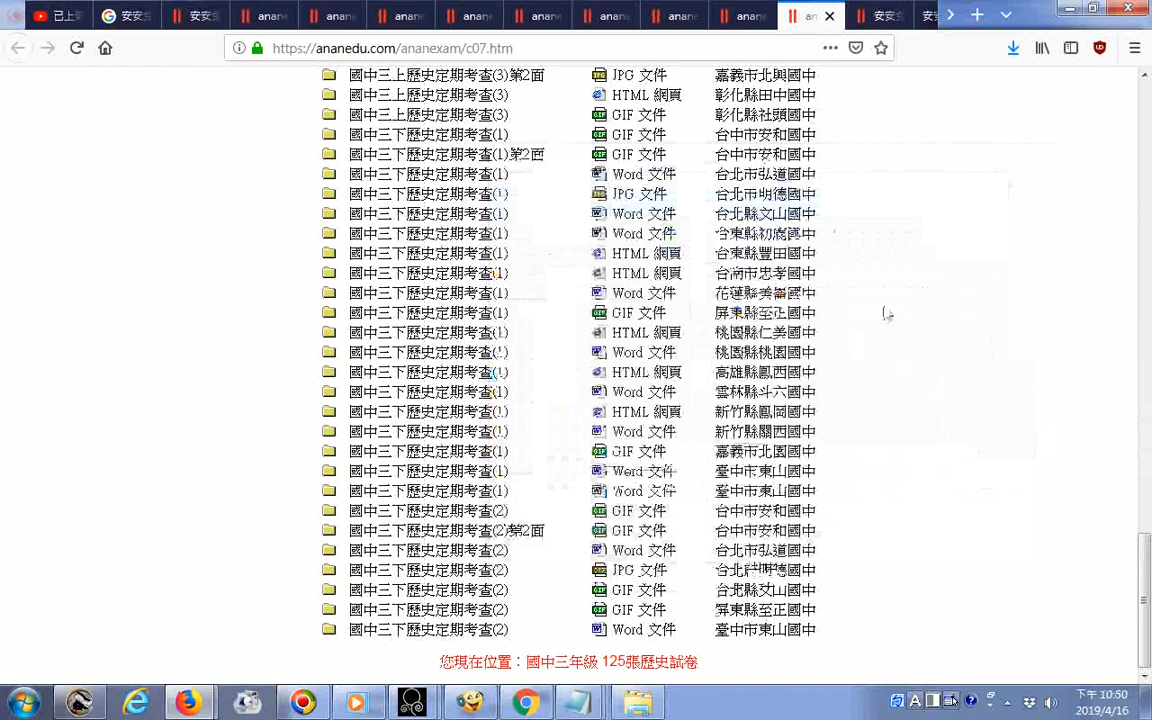 已上
安安免
anane
anane
anane
anane
anane
anane
anane
anane
an
安安
安
https://ananedu.com/ananexam/c07.htm
國中三上歷史定期考查(3)第2面 JPG 文件 嘉義市北興國中
國中三上歷史定期考查(3) HTML 網頁 彰化縣田中國中
國中三上歷史定期考查(3) GIF 文件 彰化縣社頭國中
國中三下歷史定期考查(1) GIF 文件 台中市安和國中
國中三下歷史定期考查(1)第2面 GIF 文件 台中市安和國中
國中三下歷史定期考查(1) Word 文件 台北市弘道國中
國中三下歷史定期考查(1) JPG 文件 台北市明德國中
國中三下歷史定期考查(1) Word 文件 台北縣文山國中
國中三下歷史定期考查(1) Word 文件 台東縣初鹿國中
國中三下歷史定期考查(1) HTML 網頁 台東縣豐田國中
國中三下歷史定期考查(1) HTML 網頁 台南市忠孝國中
國中三下歷史定期考查(1) Word 文件 花蓮縣美崙國中
國中三下歷史定期考查(1) GIF 文件 屏東縣至正國中
國中三下歷史定期考查(1) HTML 網頁 桃園縣仁美國中
國中三下歷史定期考查(1) Word 文件 桃園縣桃園國中
國中三下歷史定期考查(1) HTML 網頁 高雄縣鳳西國中
國中三下歷史定期考查(1) Word 文件 雲林縣斗六國中
國中三下歷史定期考查(1) HTML 網頁 新竹縣鳳岡國中
國中三下歷史定期考查(1) Word 文件 新竹縣關西國中
國中三下歷史定期考查(1) GIF 文件 嘉義市北園國中
國中三下歷史定期考查(1) Word 文件 臺中市東山國中
國中三下歷史定期考查(1) Word 文件 臺中市東山國中
國中三下歷史定期考查(2) GIF 文件 台中市安和國中
國中三下歷史定期考查(2)第2面 GIF 文件 台中市安和國中
國中三下歷史定期考查(2) Word 文件 台北市弘道國中
國中三下歷史定期考查(2) JPG 文件 台北市明德國中
國中三下歷史定期考查(2) GIF 文件 台北縣文山國中
國中三下歷史定期考查(2) GIF 文件 屏東縣至正國中
國中三下歷史定期考查(2) Word 文件 臺中市東山國中
您現在位置：國中三年級 125張歷史試卷
下午 10:50
2019/4/16